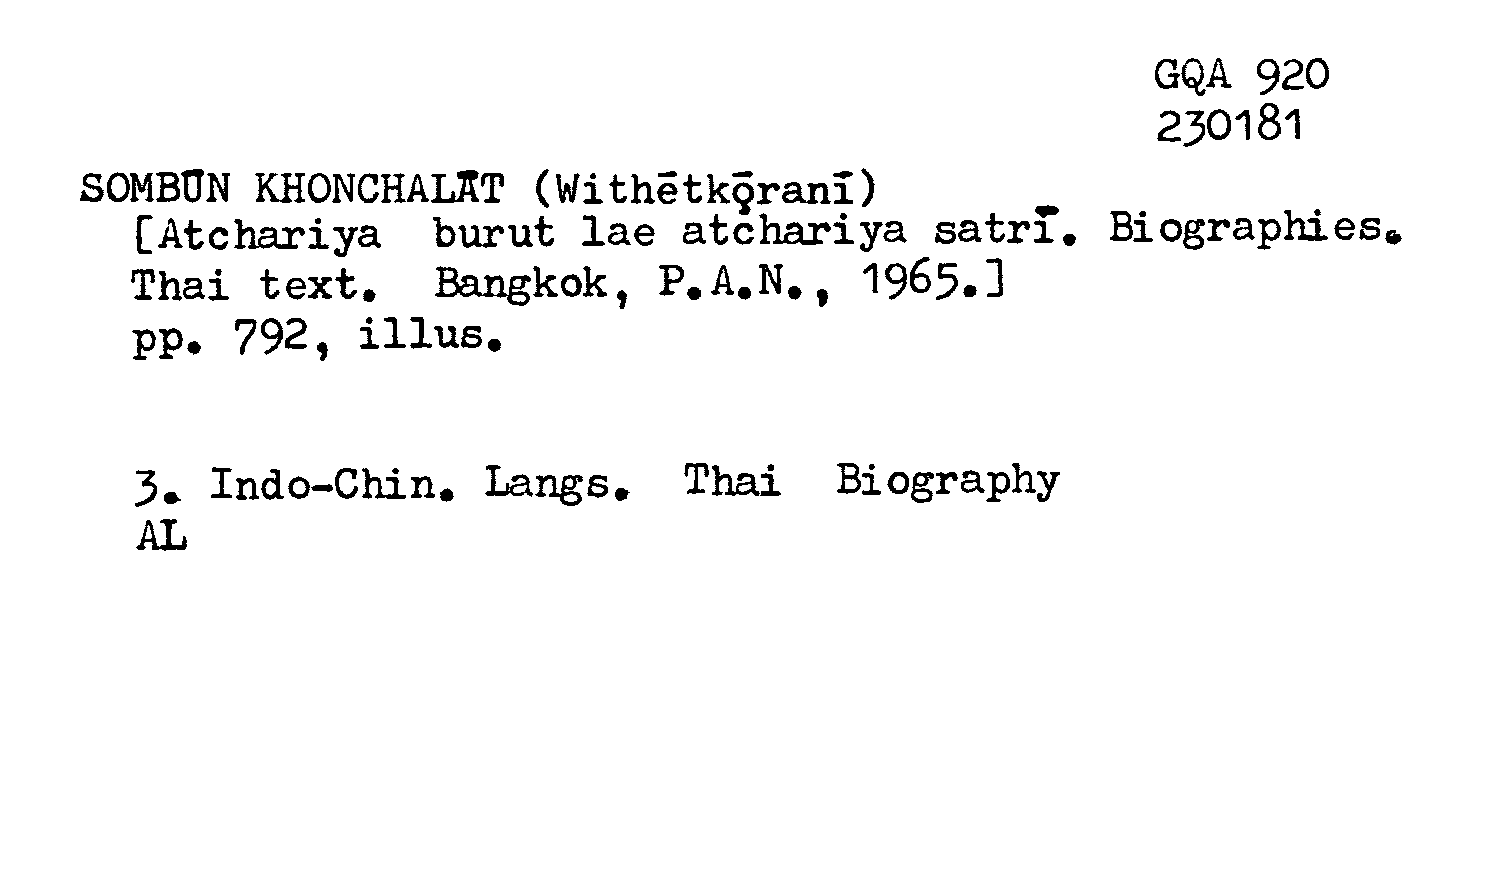 GQA 920
230181
SOMBŪN KHONCHALĀT (Withētkǭranī)
[Atchariya burut lae atchariya satrī. Biographies.
Thai text. Bangkok, P.A.N., 1965.]
pp. 792, illus.
3. Indo-Chin. Langs. Thai Biography
AL